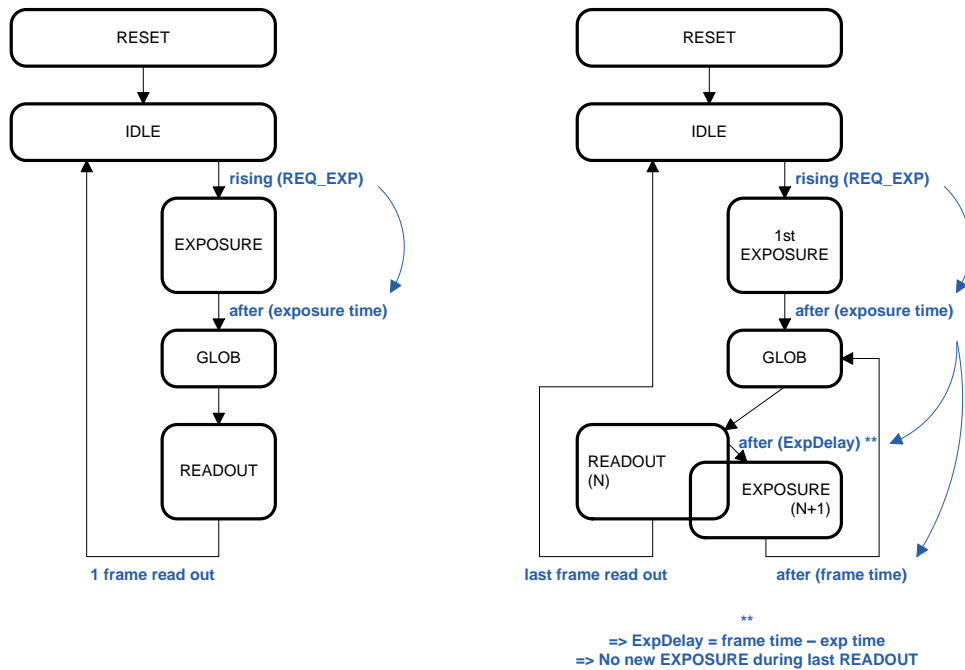 RESET
IDLE
rising (REQ_EXP)
EXPOSURE
after (exposure time)
GLOB
READOUT
1 frame read out
RESET
IDLE
rising (REQ_EXP)
1st
EXPOSURE
after (exposure time)
GLOB
after (ExpDelay) **
READOUT
(N)
EXPOSURE
(N+1)
last frame read out
after (frame time)
**
=> ExpDelay = frame time – exp time
=> No new EXPOSURE during last READOUT